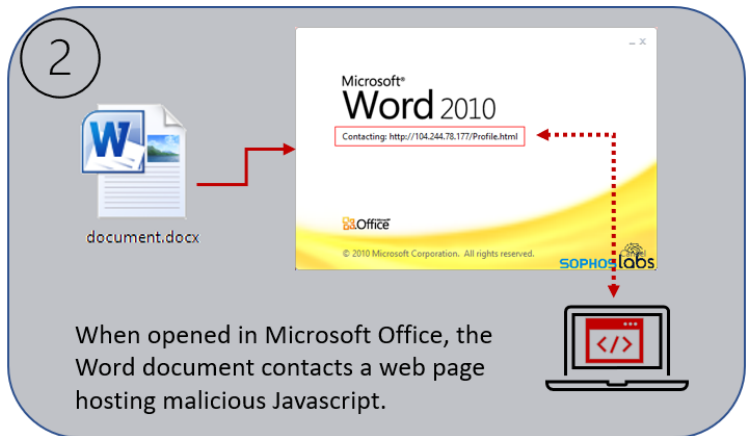 2
Microsoft®
Word 2010
Contacting: http://104.244.78.177/Profile.html
W
document.docx
Office
© 2010 Microsoft Corporation. All rights reserved.
Cancel
SOPHOSlabs
</>
When opened in Microsoft Office, the
Word document contacts a web page
hosting malicious Javascript.